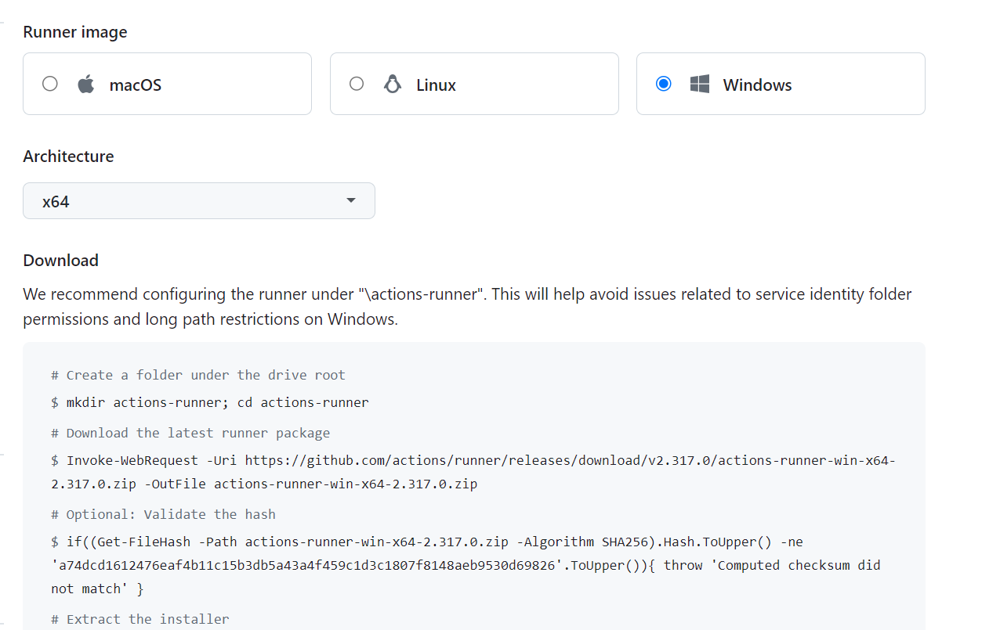 Runner image
macOS
Linux
Windows
Architecture
x64
Download
We recommend configuring the runner under "\actions-runner". This will help avoid issues related to service identity folder
permissions and long path restrictions on Windows.
# Create a folder under the drive root
$ mkdir actions-runner; cd actions-runner
# Download the latest runner package
$ Invoke-WebRequest -Uri https://github.com/actions/runner/releases/download/v2.317.0/actions-runner-win-x64-
2.317.0.zip -OutFile actions-runner-win-x64-2.317.0.zip
# Optional: Validate the hash
$ if((Get-FileHash -Path actions-runner-win-x64-2.317.0.zip -Algorithm SHA256).Hash.ToUpper() -ne
'a74dcd1612476eaf4b11c15b3db5a43a4f459c1d3c1807f8148aeb9530d69826'.ToUpper()){ throw 'Computed checksum did
not match' }
# Extract the installer